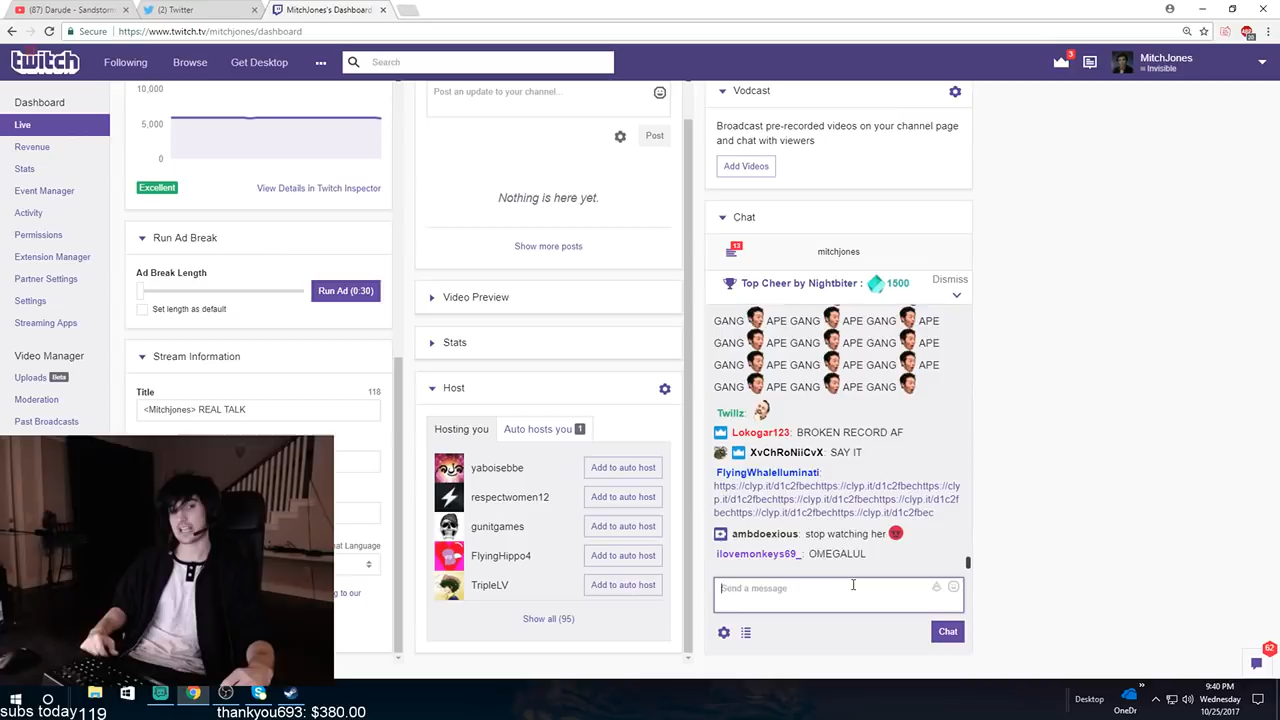 (87) Darude - Sandstorm
(2) Twitter
MitchJones's Dashboard
Secure
https://www.twitch.tv/mitchjones/dashboard
twitch
Following
Browse
Get Desktop
Search
3
MitchJones
Invisible
Dashboard
Live
Revenue
Stats
Event Manager
Activity
Permissions
Extension Manager
Partner Settings
Settings
Streaming Apps
Video Manager
Uploads Beta
Moderation
Past Broadcasts
10,000
5,000
0
Excellent
View Details in Twitch Inspector
Run Ad Break
Ad Break Length
Run Ad (0:30)
Set length as default
Stream Information
Title
118
<Mitchjones> REAL TALK
hat Language
ng to our
Post an update to your channel...
Post
Nothing is here yet.
Show more posts
Video Preview
Stats
Host
Hosting you
Auto hosts you 1
yaboisebbe
Add to auto host
respectwomen12
Add to auto host
gunitgames
Add to auto host
FlyingHippo4
Add to auto host
TripleLV
Add to auto host
Show all (95)
Vodcast
Broadcast pre-recorded videos on your channel page
and chat with viewers
Add Videos
Chat
13
mitchjones
Top Cheer by Nightbiter : 1500
Dismiss
GANG APE GANG APE GANG APE
GANG APE GANG APE GANG APE
GANG APE GANG APE GANG APE
GANG APE GANG APE GANG
Twillz:
Lokogar123: BROKEN RECORD AF
XvChRoNiiCvX: SAY IT
FlyingWhaleIlluminati:
https://clyp.it/d1c2fbechttps://clyp.it/d1c2fbechttps://cly
p.it/d1c2fbechttps://clyp.it/d1c2fbechttps://clyp.it/d1c2f
bechttps://clyp.it/d1c2fbechttps://clyp.it/d1c2fbec
ambdoexious: stop watching her
ilovemonkeys69_: OMEGALUL
Send a message
Chat
62
9:40 PM
Wednesday
10/25/2017
Desktop
OneDr
subs today 119
thankyou693: $380.00